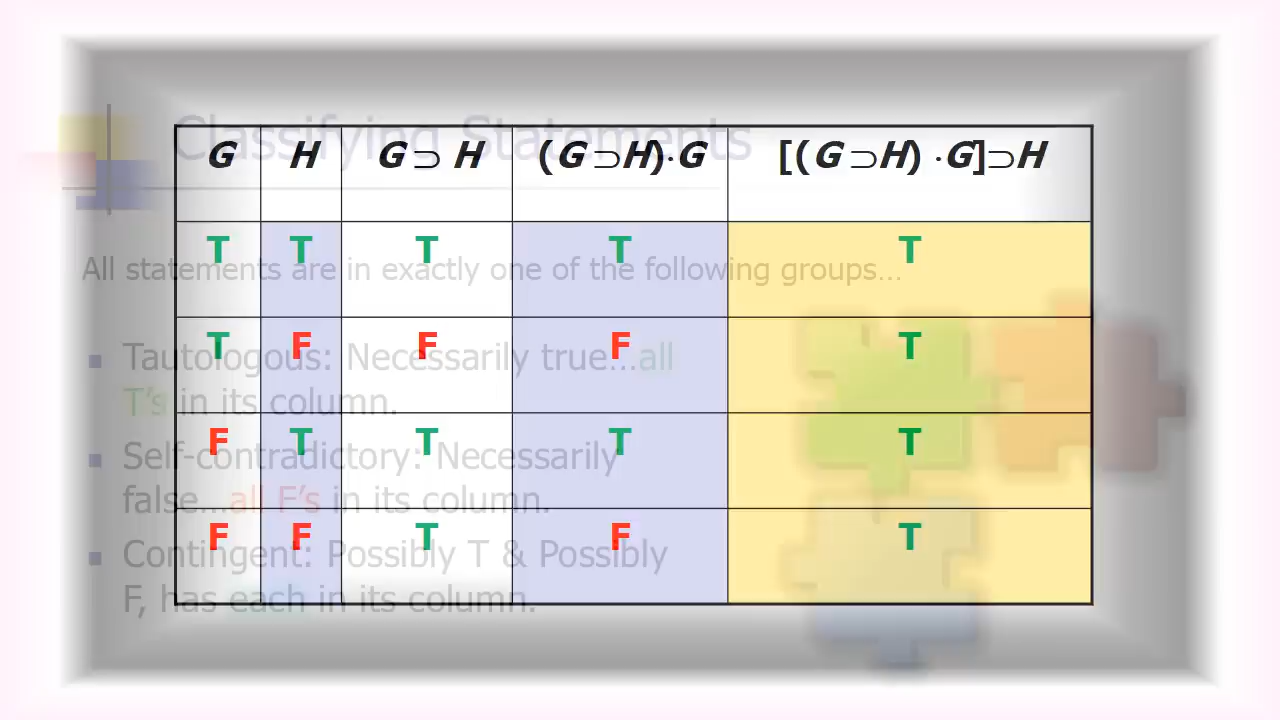 Classifying Statements
G H G ⊃ H (G ⊃H)·G [(G ⊃H) ·G]⊃H
T T T T T
All statements are in exactly one of the following groups…
T F F F T
Tautologous: Necessarily true…all
T's in its column.
F T T T T
Self-contradictory: Necessarily
false…all F's in its column.
F F T F T
Contingent: Possibly T & Possibly
F, has each in its column.